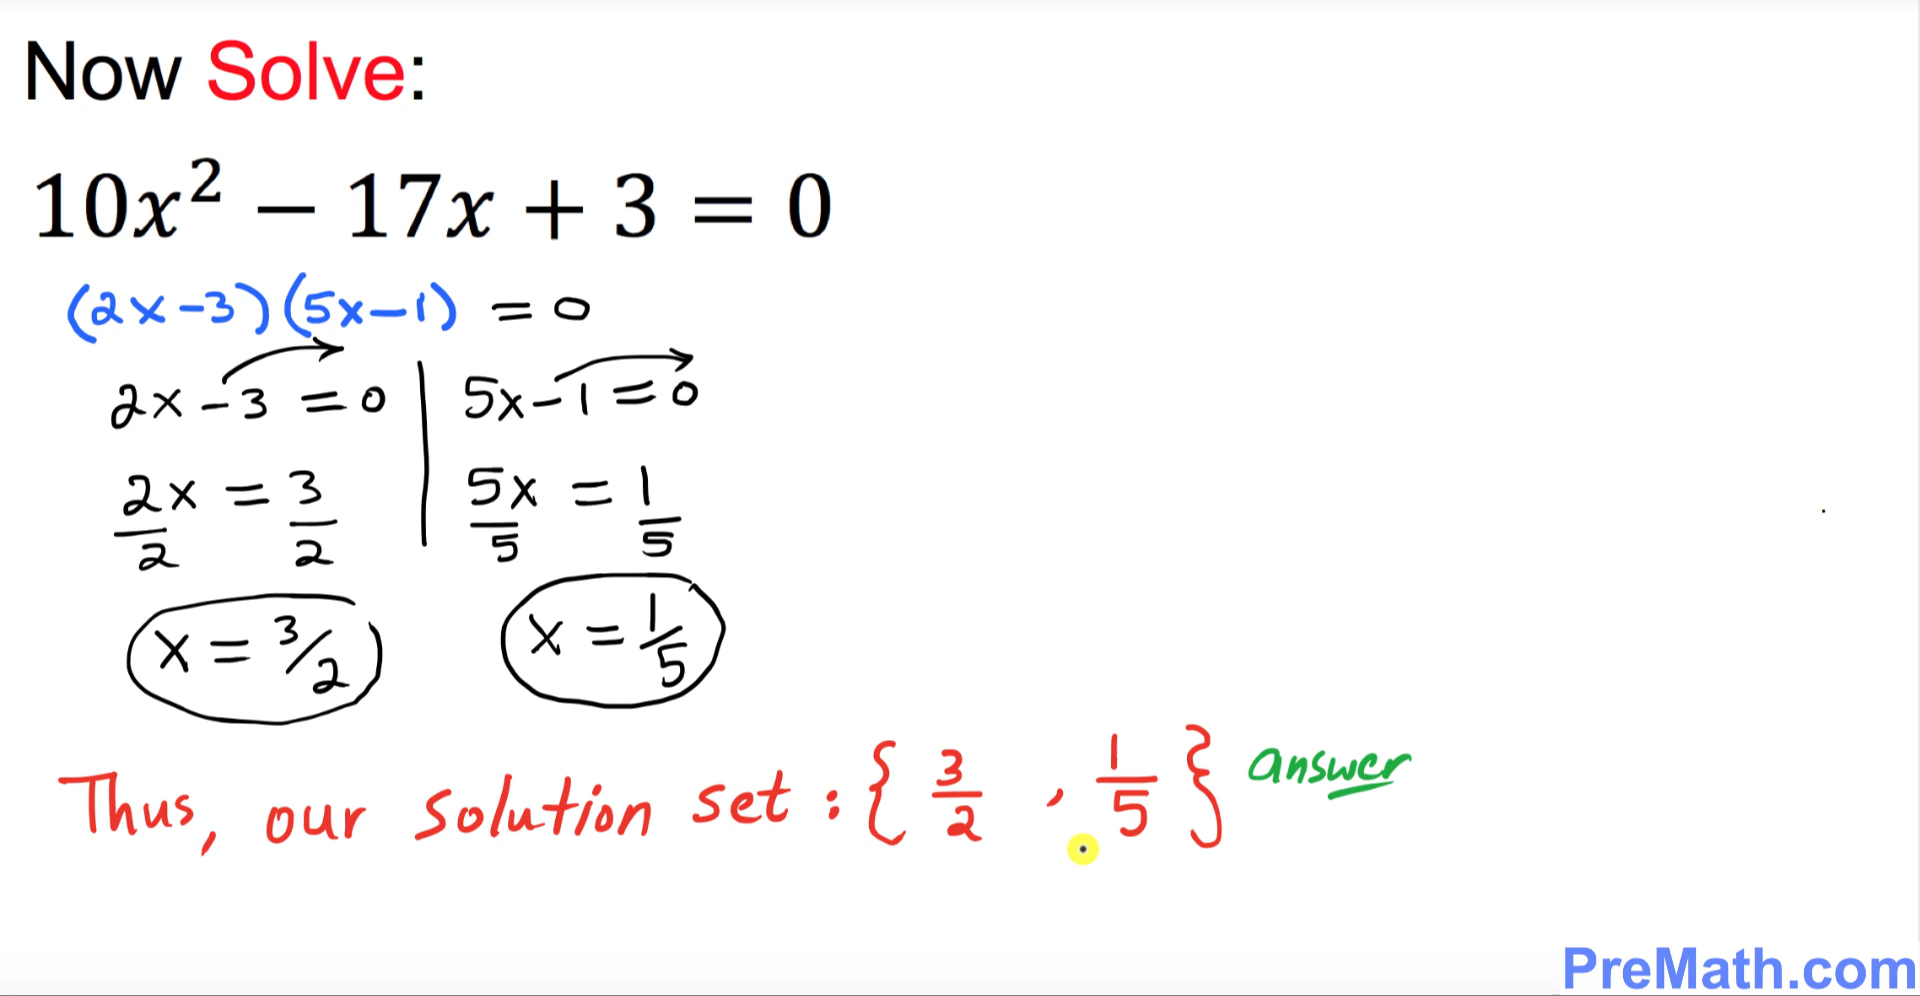 Now Solve:
10x² − 17x + 3 = 0
(2x-3)(5x-1) = 0
2x - 3 = 0 | 5x - 1 = 0
2x/2 = 3/2 | 5x/5 = 1/5
x = 3/2 x = 1/5
Thus, our solution set : { 3/2 , 1/5 } answer
PreMath.com